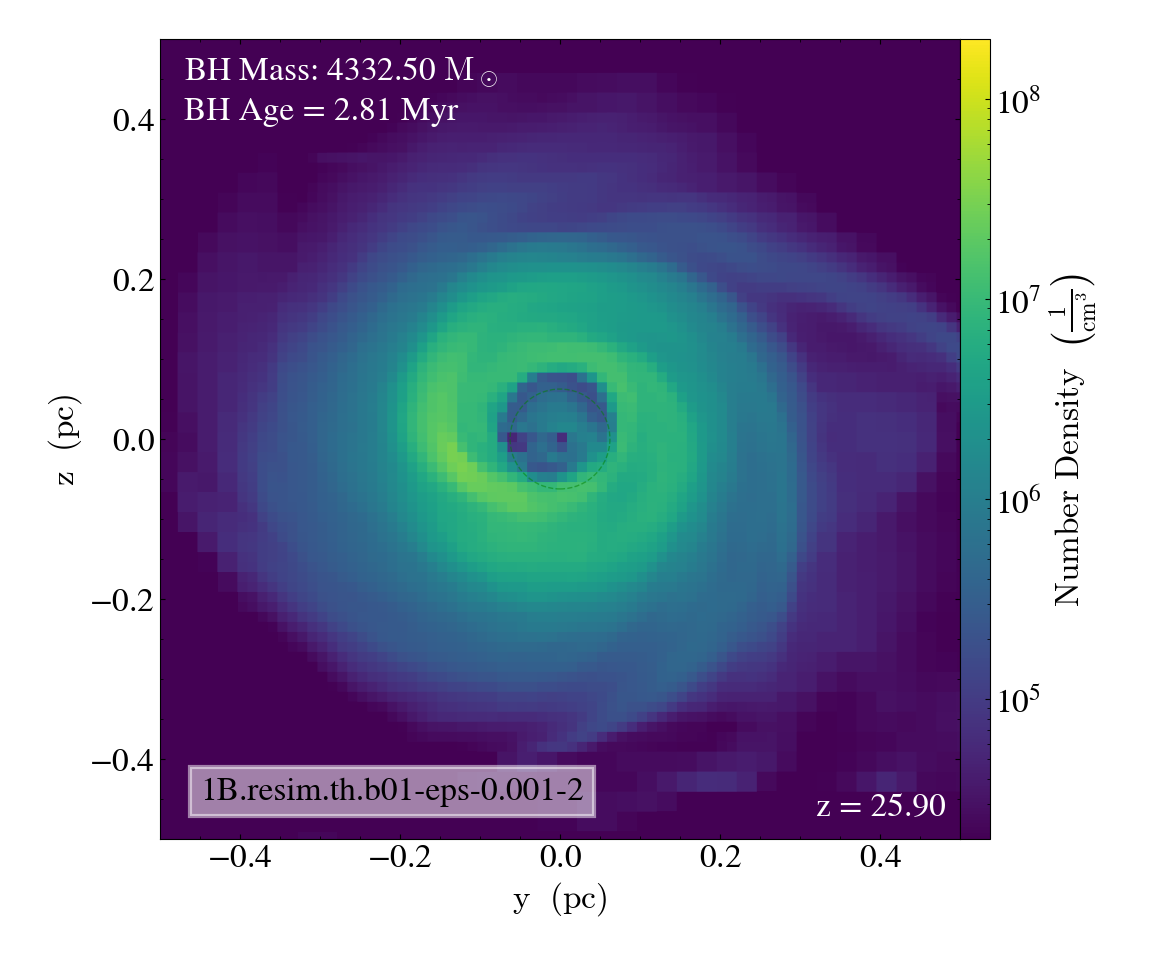 BH Mass: 4332.50 M⊙
BH Age = 2.81 Myr
0.4
0.2
0.0
−0.2
−0.4
z (pc)
10⁸
10⁷
10⁶
10⁵
Number Density (1/cm³)
1B.resim.th.b01-eps-0.001-2
z = 25.90
−0.4 −0.2 0.0 0.2 0.4
y (pc)